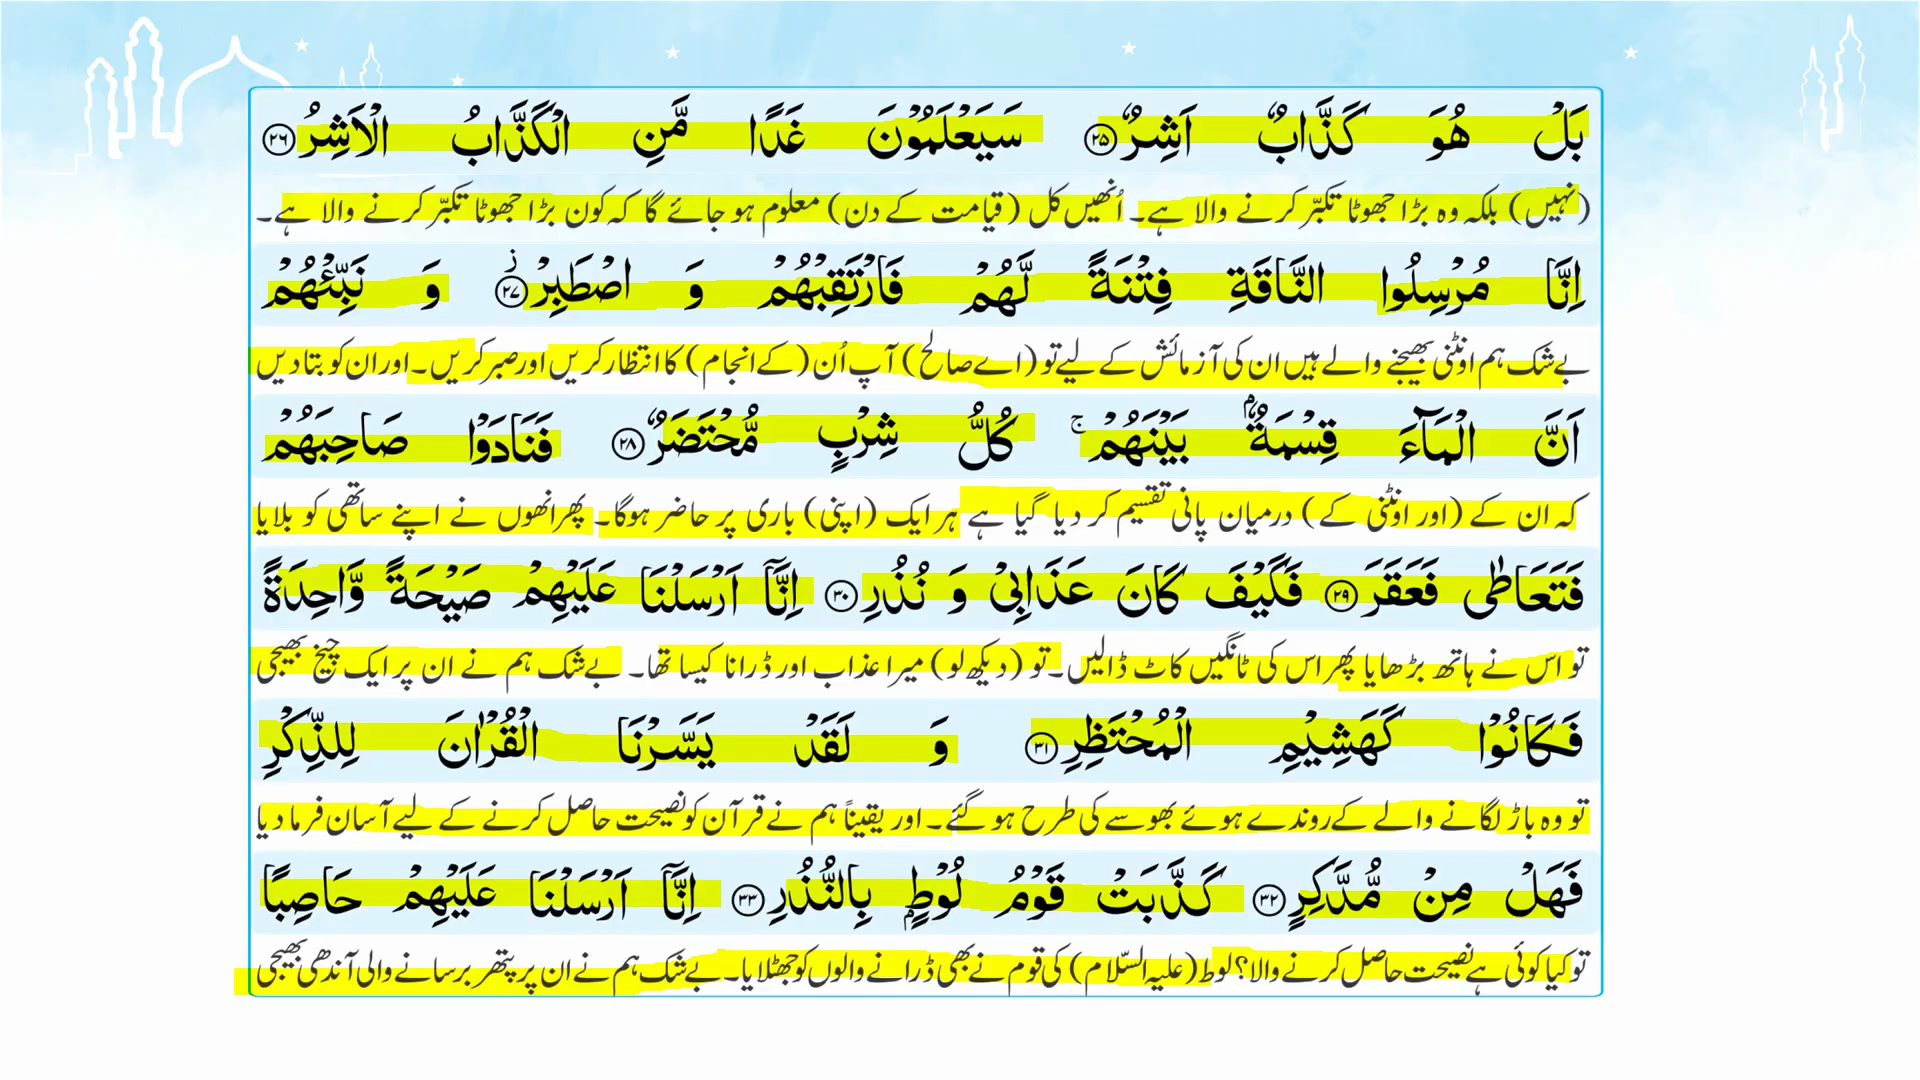 بَلْ هُوَ كَذَّابٌ اَشِرٌ ﴿۲۵﴾ سَيَعْلَمُوْنَ غَدًا مَّنِ الْكَذَّابُ الْاَشِرُ ﴿۲۶﴾
(نہیں) بلکہ وہ بڑا جھوٹا تکبّر کرنے والا ہے۔ اُنھیں کل (قیامت کے دن) معلوم ہو جائے گا کہ کون بڑا جھوٹا تکبّر کرنے والا ہے۔
اِنَّا مُرْسِلُوا النَّاقَةِ فِتْنَةً لَّهُمْ فَارْتَقِبْهُمْ وَ اصْطَبِرْ ﴿۲۷﴾ ز وَ نَبِّئْهُمْ
بے شک ہم اونٹنی بھیجنے والے ہیں ان کی آزمائش کے لیے تو (اے صالح) آپ اُن (کے انجام) کا انتظار کریں اور صبر کریں۔ اور ان کو بتا دیں
اَنَّ الْمَآءَ قِسْمَةٌۢ بَيْنَهُمْ ۚ كُلُّ شِرْبٍ مُّحْتَضَرٌ ﴿۲۸﴾ فَنَادَوْا صَاحِبَهُمْ
کہ ان کے (اور اونٹنی کے) درمیان پانی تقسیم کر دیا گیا ہے ہر ایک (اپنی) باری پر حاضر ہوگا۔ پھر انھوں نے اپنے ساتھی کو بلایا
فَتَعَاطٰى فَعَقَرَ ﴿۲۹﴾ فَكَيْفَ كَانَ عَذَابِيْ وَ نُذُرِ ﴿۳۰﴾ اِنَّاۤ اَرْسَلْنَا عَلَيْهِمْ صَيْحَةً وَّاحِدَةً
تو اس نے ہاتھ بڑھایا پھر اس کی ٹانگیں کاٹ ڈالیں۔ تو (دیکھ لو) میرا عذاب اور ڈرانا کیسا تھا۔ بے شک ہم نے ان پر ایک چیخ بھیجی
فَكَانُوْا كَهَشِيْمِ الْمُحْتَظِرِ ﴿۳۱﴾ وَ لَقَدْ يَسَّرْنَا الْقُرْاٰنَ لِلذِّكْرِ
تو وہ باڑ لگانے والے کے روندے ہوئے بھوسے کی طرح ہو گئے۔ اور یقیناً ہم نے قرآن کو نصیحت حاصل کرنے کے لیے آسان فرما دیا
فَهَلْ مِنْ مُّدَّكِرٍ ﴿۳۲﴾ كَذَّبَتْ قَوْمُ لُوْطٍۭ بِالنُّذُرِ ﴿۳۳﴾ اِنَّاۤ اَرْسَلْنَا عَلَيْهِمْ حَاصِبًا
تو کیا کوئی ہے نصیحت حاصل کرنے والا؟ لوط (علیہ السّلام) کی قوم نے بھی ڈرانے والوں کو جھٹلایا۔ بے شک ہم نے ان پر پتھر برسانے والی آندھی بھیجی